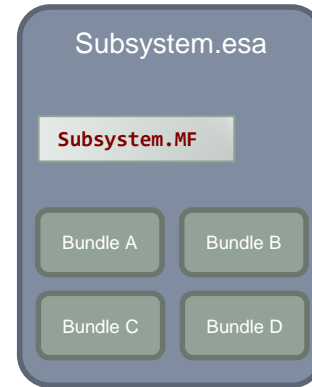 Subsystem.esa
Subsystem.MF
Bundle A
Bundle B
Bundle C
Bundle D